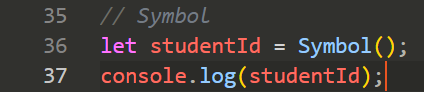 35 // Symbol
36 let studentId = Symbol();
37 console.log(studentId);